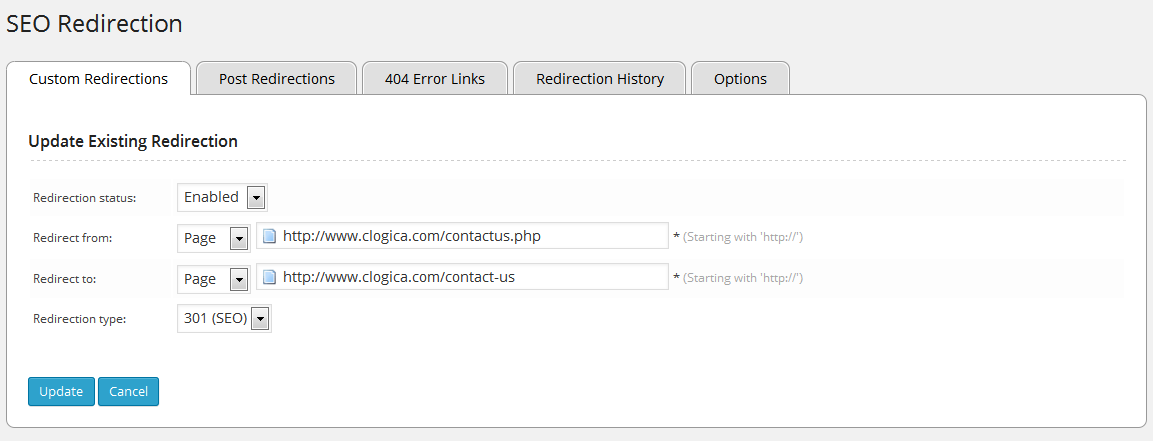 SEO Redirection
Custom Redirections Post Redirections 404 Error Links Redirection History Options
Update Existing Redirection
Redirection status: Enabled
Redirect from: Page http://www.clogica.com/contactus.php * (Starting with 'http://')
Redirect to: Page http://www.clogica.com/contact-us * (Starting with 'http://')
Redirection type: 301 (SEO)
Update Cancel